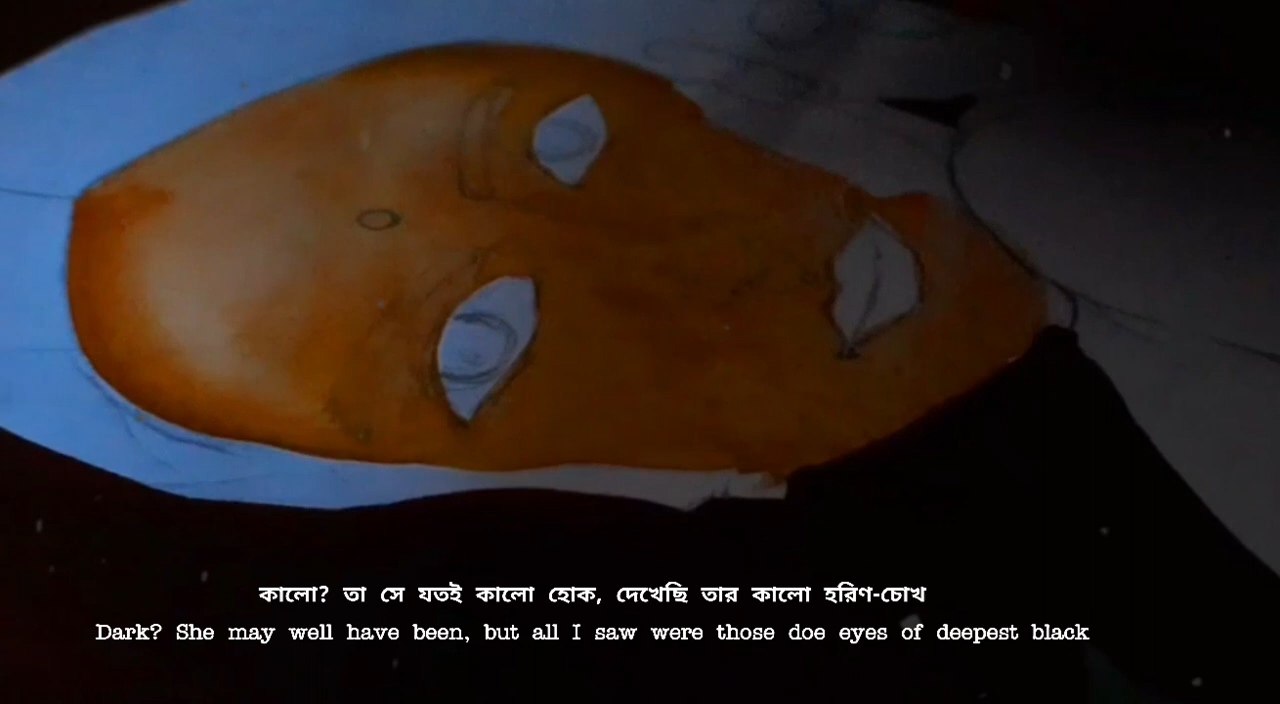 কালো? তা সে যতই কালো হোক, দেখেছি তার কালো হরিণ-চোখ
Dark? She may well have been, but all I saw were those doe eyes of deepest black